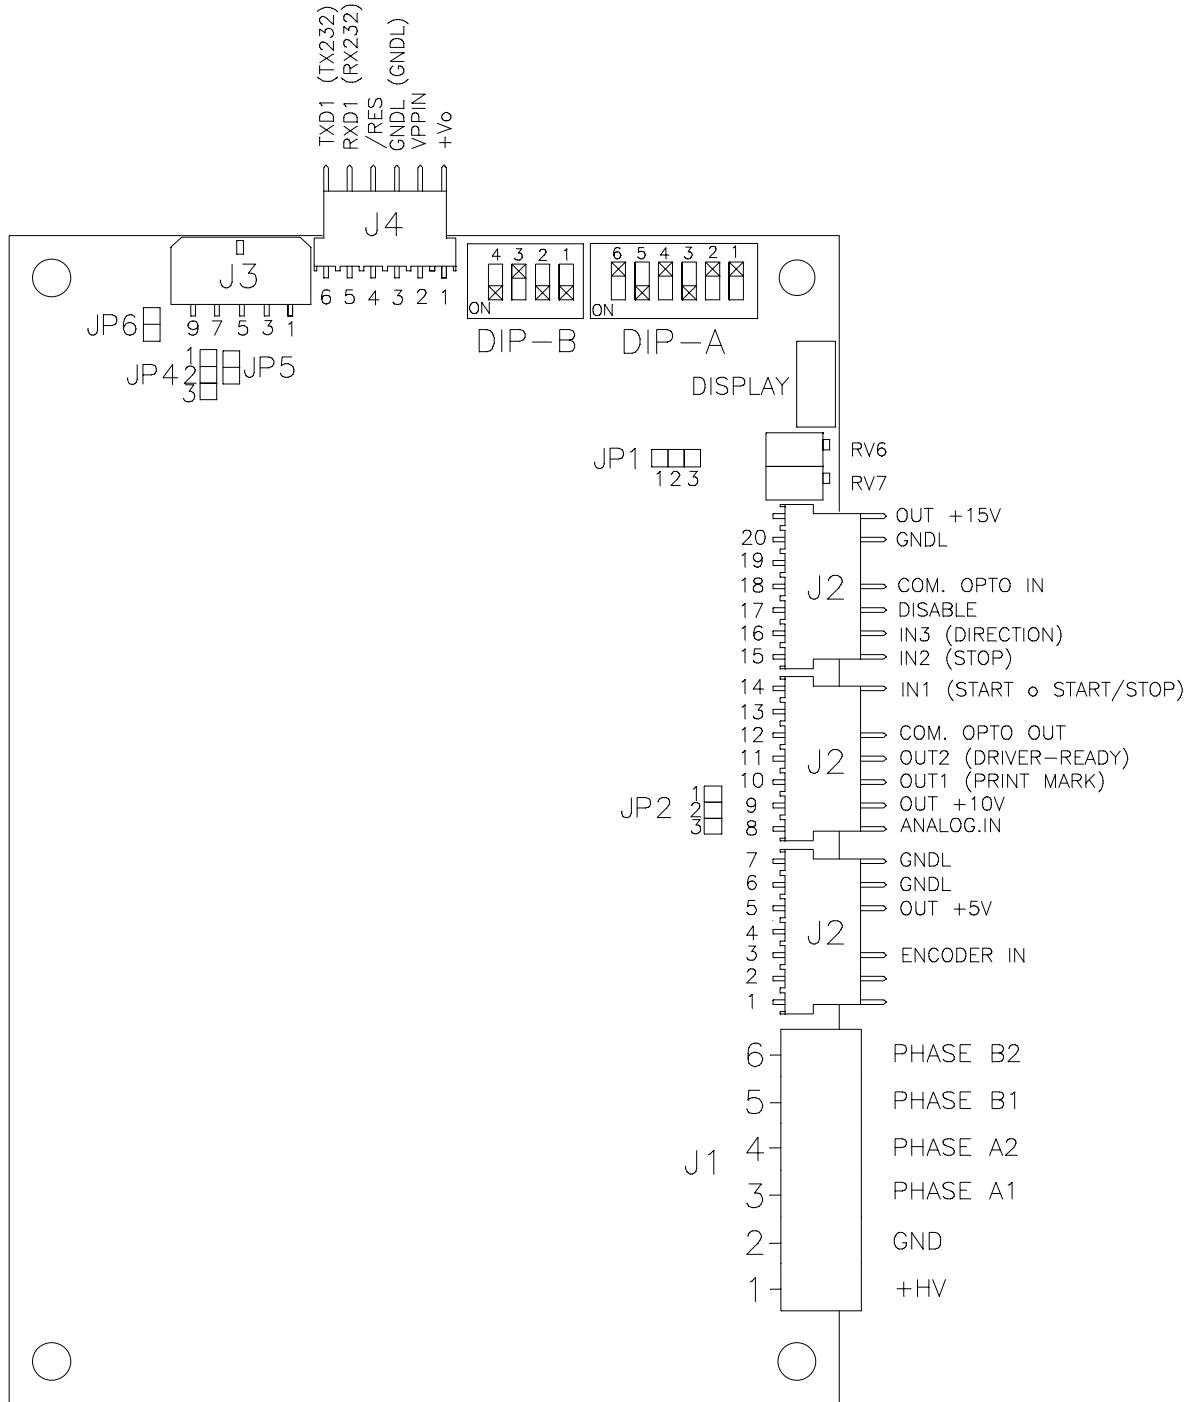 TXD1 (TX232)
RXD1 (RX232)
/RES
GNDL (GNDL)
VPPIN
+Vo
J4
J3
6 5 4 3 2 1
4 3 2 1
ON
DIP-B
6 5 4 3 2 1
ON
DIP-A
JP6
9 7 5 3 1
JP4
1
2
3
JP5
DISPLAY
JP1
1 2 3
RV6
RV7
OUT +15V
20 GNDL
19
18 COM. OPTO IN
J2
17 DISABLE
16 IN3 (DIRECTION)
15 IN2 (STOP)
14 IN1 (START o START/STOP)
13
12 COM. OPTO OUT
11 OUT2 (DRIVER-READY)
J2
10 OUT1 (PRINT MARK)
9 OUT +10V
8 ANALOG.IN
JP2
1
2
3
7 GNDL
6 GNDL
5 OUT +5V
4
J2
3 ENCODER IN
2
1
6 PHASE B2
5 PHASE B1
4 PHASE A2
J1
3 PHASE A1
2 GND
1 +HV